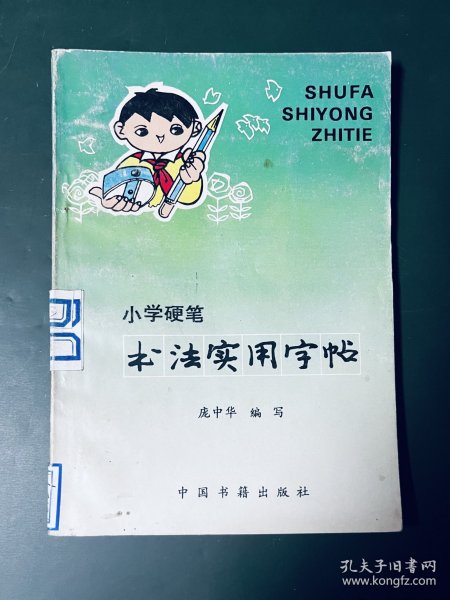 SHUFA
SHIYONG
ZHITIE
小学硬笔
书法实用字帖
庞中华 编写
中国书籍出版社
孔夫子旧书网
www.kongfz.com